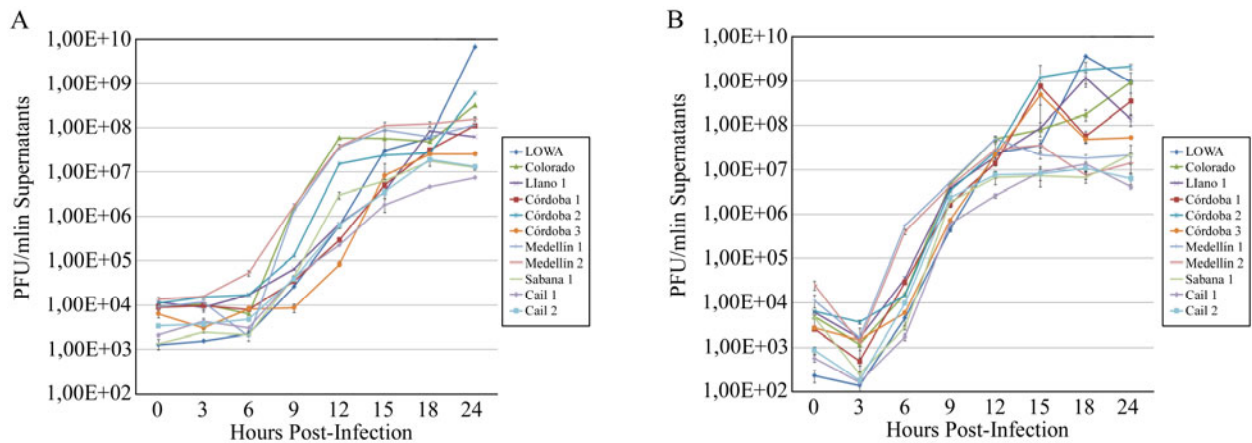 A
PFU/mlin Supernatants
1,00E+10
1,00E+09
1,00E+08
1,00E+07
1,00E+06
1,00E+05
1,00E+04
1,00E+03
1,00E+02
0 3 6 9 12 15 18 24
Hours Post-Infection
LOWA
Colorado
Llano 1
Córdoba 1
Córdoba 2
Córdoba 3
Medellín 1
Medellín 2
Sabana 1
Cail 1
Cail 2
B
PFU/mlin Supernatants
1,00E+10
1,00E+09
1,00E+08
1,00E+07
1,00E+06
1,00E+05
1,00E+04
1,00E+03
1,00E+02
0 3 6 9 12 15 18 24
Hours Post-Infection
LOWA
Colorado
Llano 1
Córdoba 1
Córdoba 2
Córdoba 3
Medellín 1
Medellín 2
Sabana 1
Cail 1
Cail 2